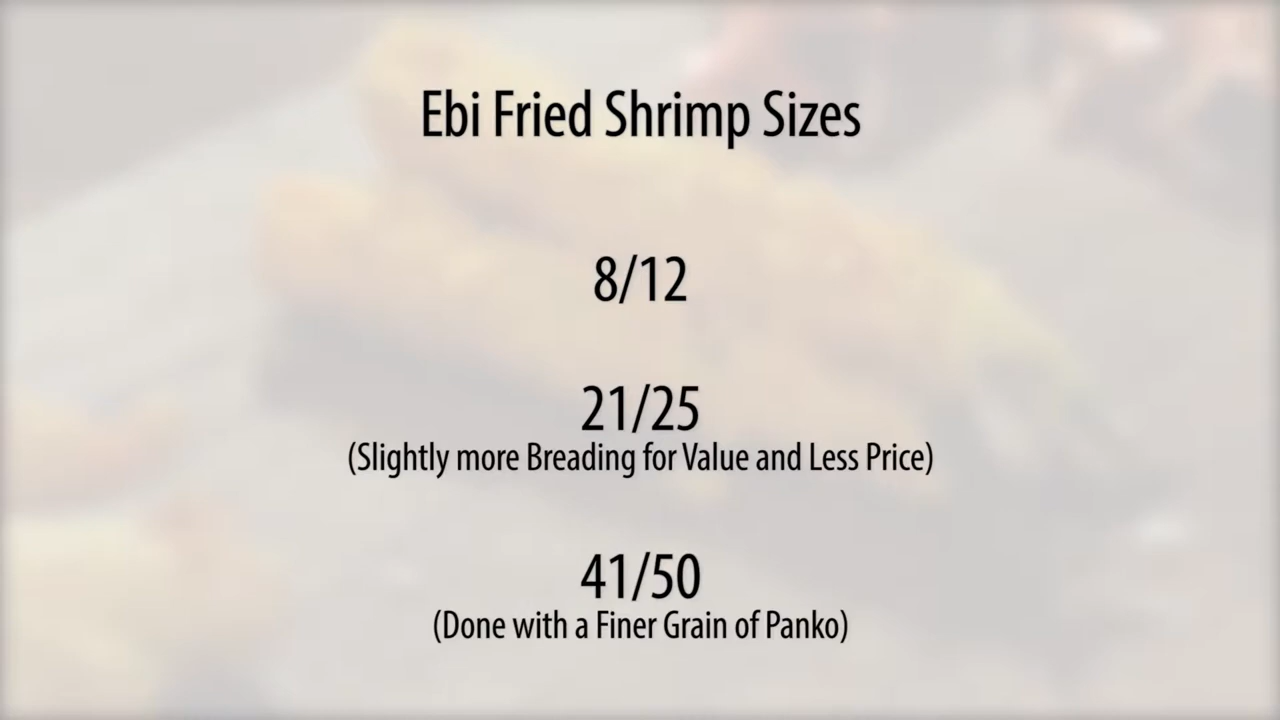 Ebi Fried Shrimp Sizes
8/12
21/25
(Slightly more Breading for Value and Less Price)
41/50
(Done with a Finer Grain of Panko)